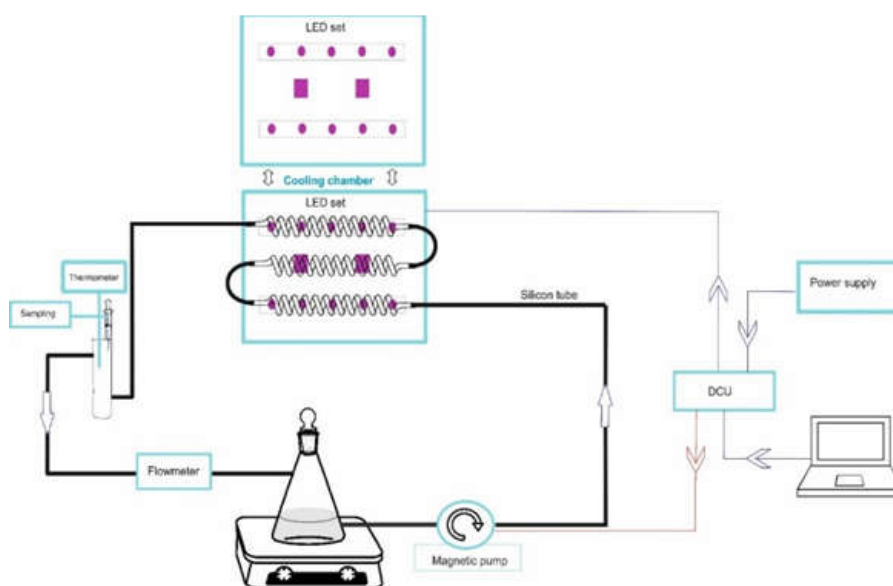 LED set
Cooling chamber
LED set
Thermometer
Sampling
Silicon tube
Power supply
DCU
Flowmeter
Magnetic pump